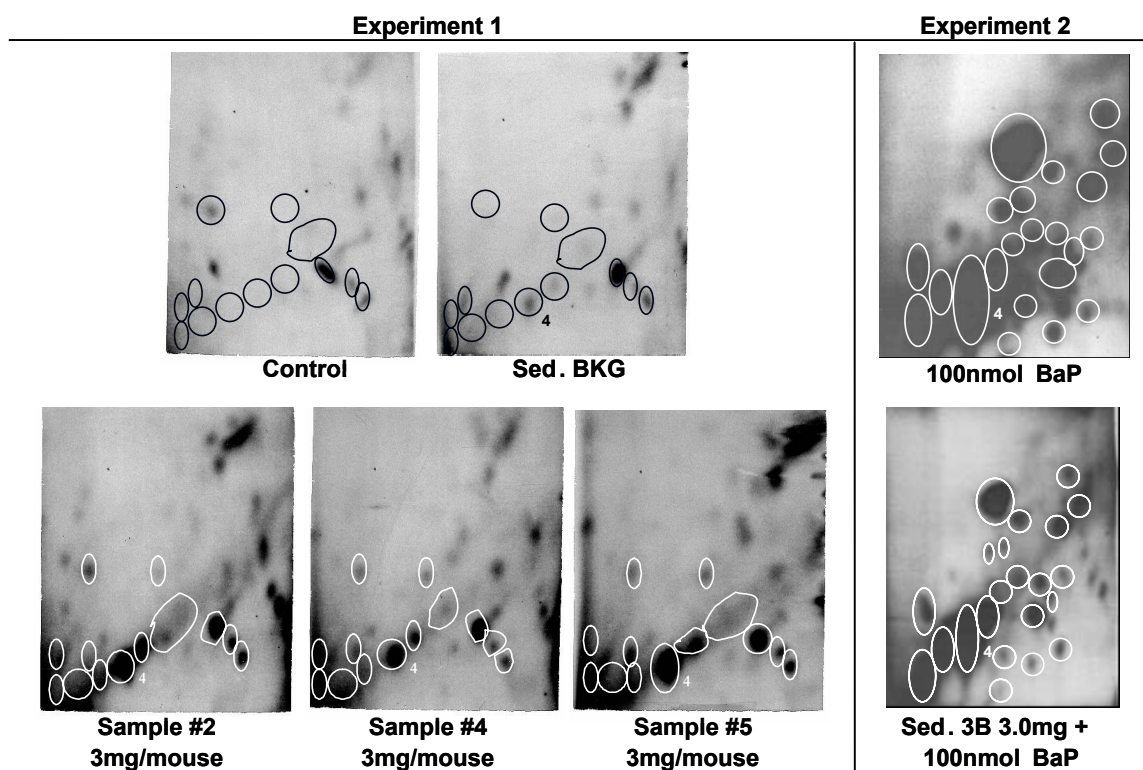 Experiment 1
Experiment 2
4
Control
Sed. BKG
4
100nmol BaP
4
Sample #2
3mg/mouse
4
Sample #4
3mg/mouse
4
Sample #5
3mg/mouse
4
Sed. 3B 3.0mg +
100nmol BaP